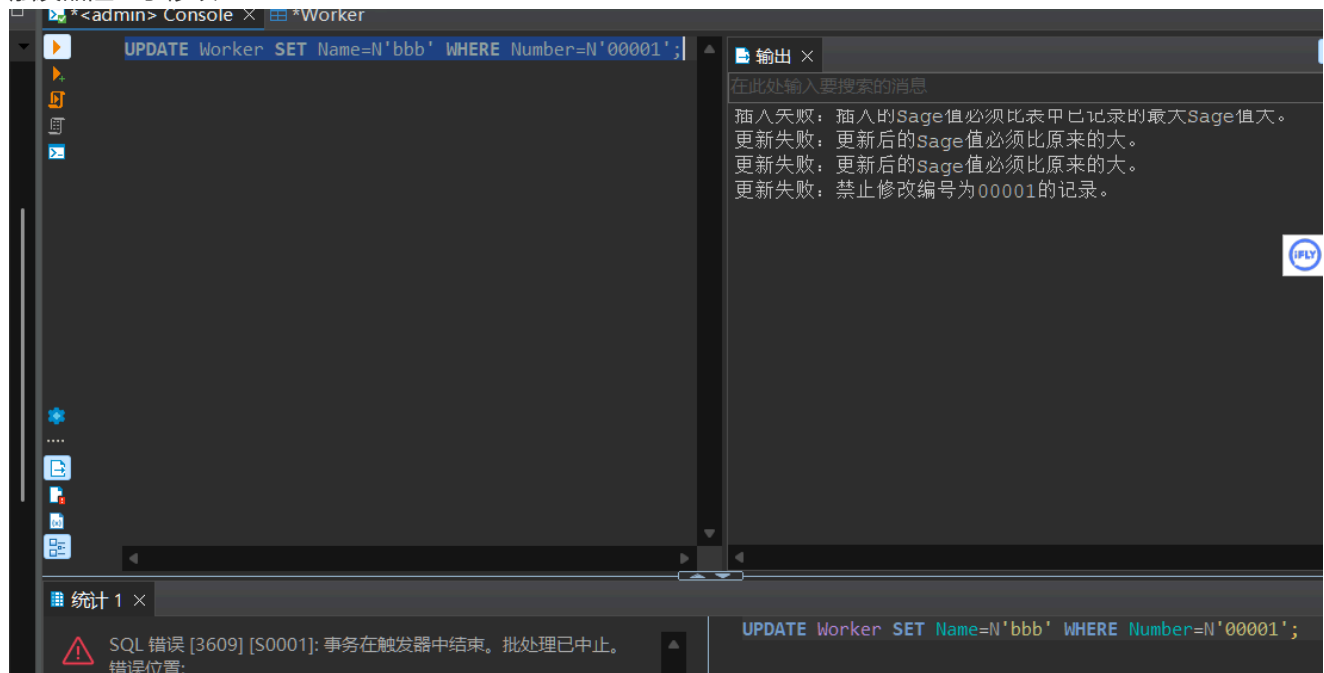 *<admin> Console × *Worker
UPDATE Worker SET Name=N'bbb' WHERE Number=N'00001';
输出 ×
在此处输入要搜索的消息
插入失败：插入的Sage值必须比表中已记录的最大Sage值大。
更新失败：更新后的Sage值必须比原来的大。
更新失败：更新后的Sage值必须比原来的大。
更新失败：禁止修改编号为00001的记录。
iFLY
统计 1 ×
SQL 错误 [3609] [S0001]: 事务在触发器中结束。批处理已中止。
错误位置:
UPDATE Worker SET Name=N'bbb' WHERE Number=N'00001';